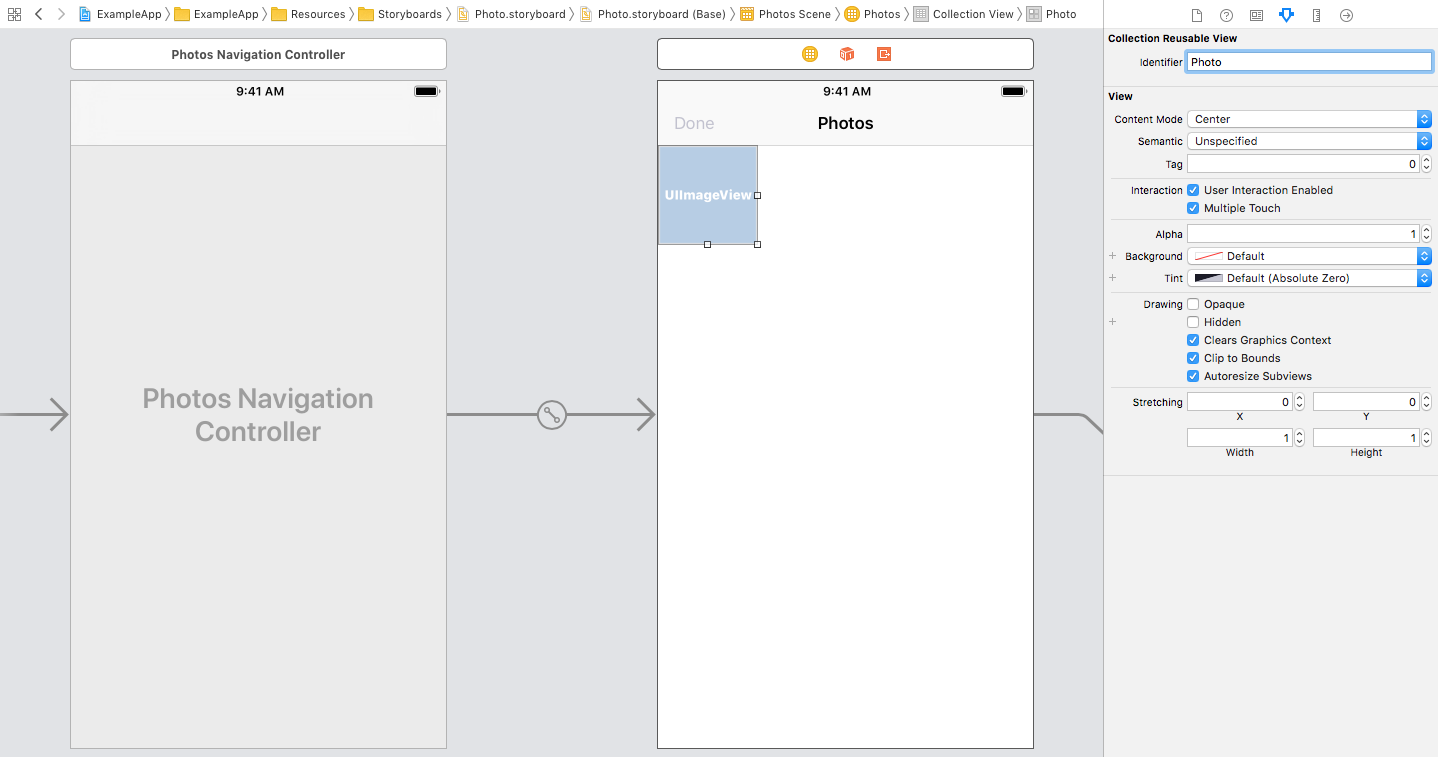 ExampleApp ExampleApp Resources Storyboards Photo.storyboard Photo.storyboard (Base) Photos Scene Photos Collection View Photo
Photos Navigation Controller
9:41 AM
Photos Navigation
Controller
9:41 AM
Done Photos
UIImageView
Collection Reusable View
Identifier Photo
View
Content Mode Center
Semantic Unspecified
Tag 0
Interaction User Interaction Enabled
Multiple Touch
Alpha 1
+ Background Default
+ Tint Default (Absolute Zero)
Drawing Opaque
+ Hidden
Clears Graphics Context
Clip to Bounds
Autoresize Subviews
Stretching 0 0
X Y
1 1
Width Height